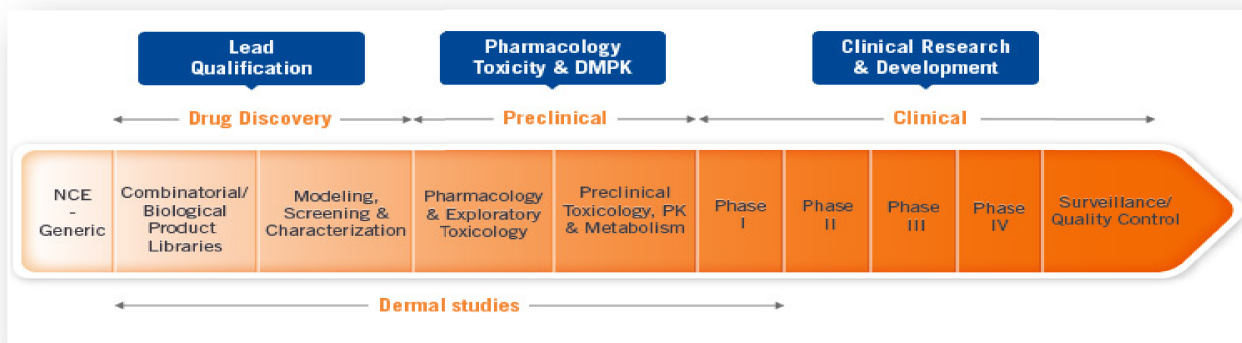 Lead
Qualification
Pharmacology
Toxicity & DMPK
Clinical Research
& Development
Drug Discovery
Preclinical
Clinical
NCE
-
Generic
Combinatorial/
Biological
Product
Libraries
Modeling,
Screening &
Characterization
Pharmacology
& Exploratory
Toxicology
Preclinical
Toxicology, PK
& Metabolism
Phase
I
Phase
II
Phase
III
Phase
IV
Surveillance/
Quality Control
Dermal studies